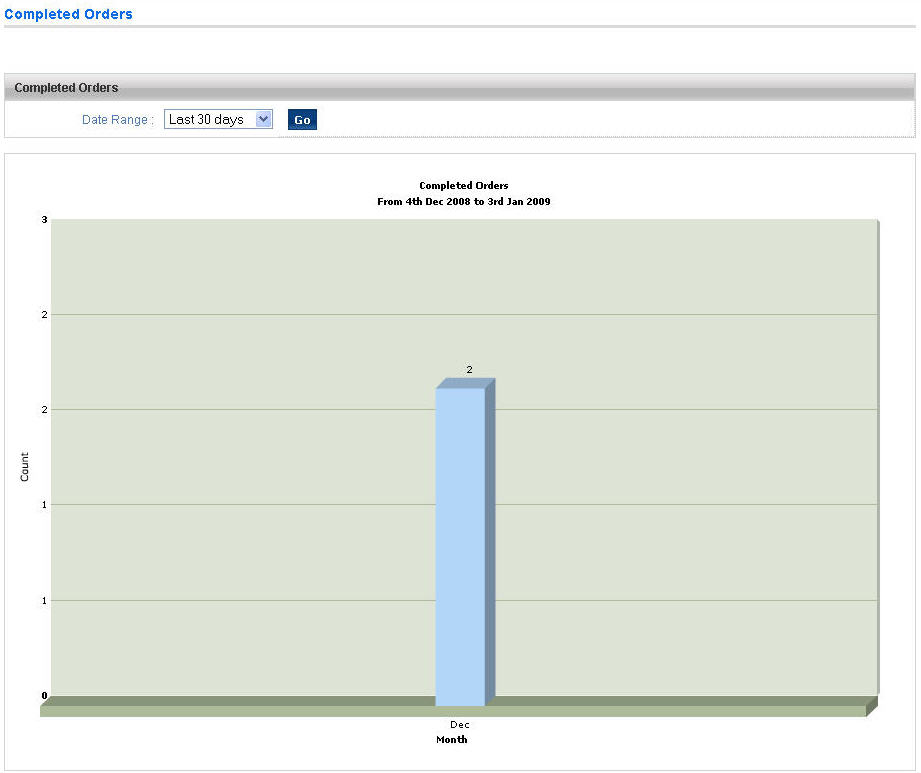 Completed Orders
Completed Orders
Date Range : Last 30 days Go
Completed Orders
From 4th Dec 2008 to 3rd Jan 2009
3
2
2
2
Count
1
1
0
Dec
Month